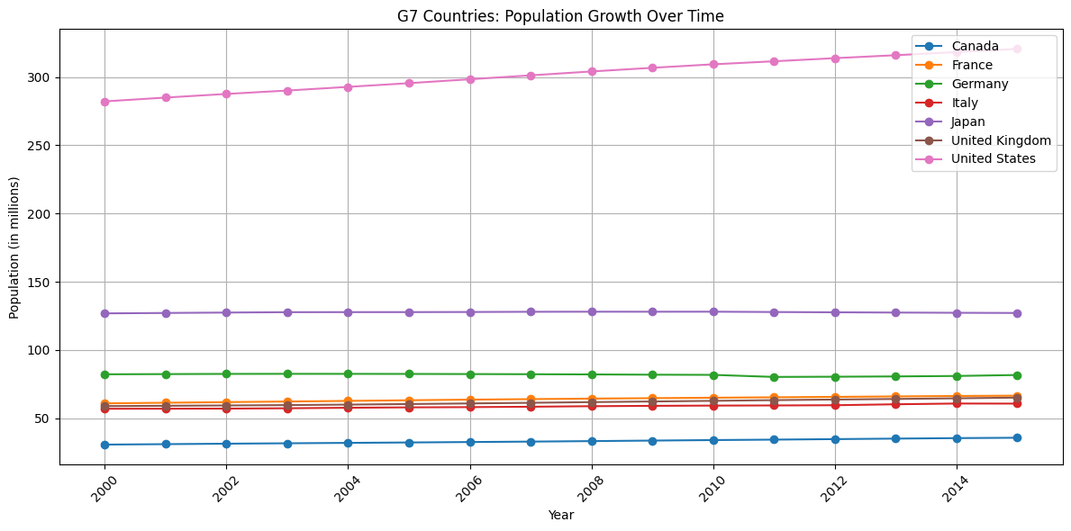 G7 Countries: Population Growth Over Time
Population (in millions)
300
250
200
150
100
50
Canada
France
Germany
Italy
Japan
United Kingdom
United States
2000
2002
2004
2006
2008
2010
2012
2014
Year